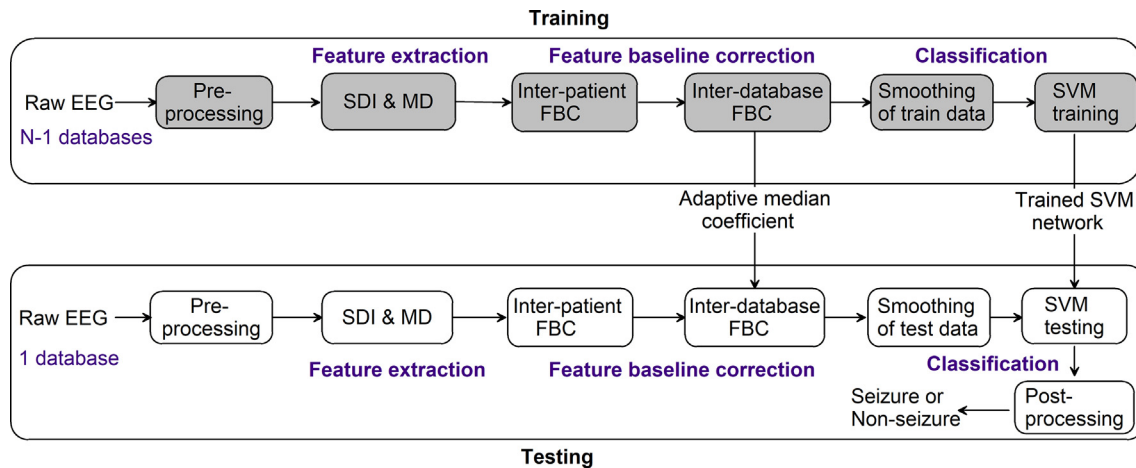 Training
Feature extraction
Feature baseline correction
Classification
Raw EEG
N-1 databases
Pre-
processing
SDI & MD
Inter-patient
FBC
Inter-database
FBC
Smoothing
of train data
SVM
training
Adaptive median
coefficient
Trained SVM
network
Raw EEG
1 database
Pre-
processing
SDI & MD
Inter-patient
FBC
Inter-database
FBC
Smoothing
of test data
SVM
testing
Feature extraction
Feature baseline correction
Classification
Seizure or
Non-seizure
Post-
processing
Testing